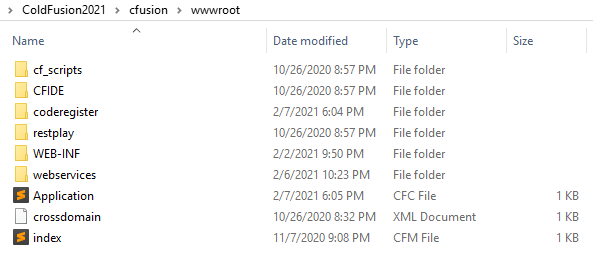 ColdFusion2021 > cfusion > wwwroot
Name Date modified Type Size
cf_scripts 10/26/2020 8:57 PM File folder
CFIDE 10/26/2020 8:57 PM File folder
coderegister 2/7/2021 6:04 PM File folder
restplay 10/26/2020 8:57 PM File folder
WEB-INF 2/2/2021 9:50 PM File folder
webservices 2/6/2021 10:23 PM File folder
Application 2/7/2021 6:05 PM CFC File 1 KB
crossdomain 10/26/2020 8:32 PM XML Document 1 KB
index 11/7/2020 9:08 PM CFM File 1 KB